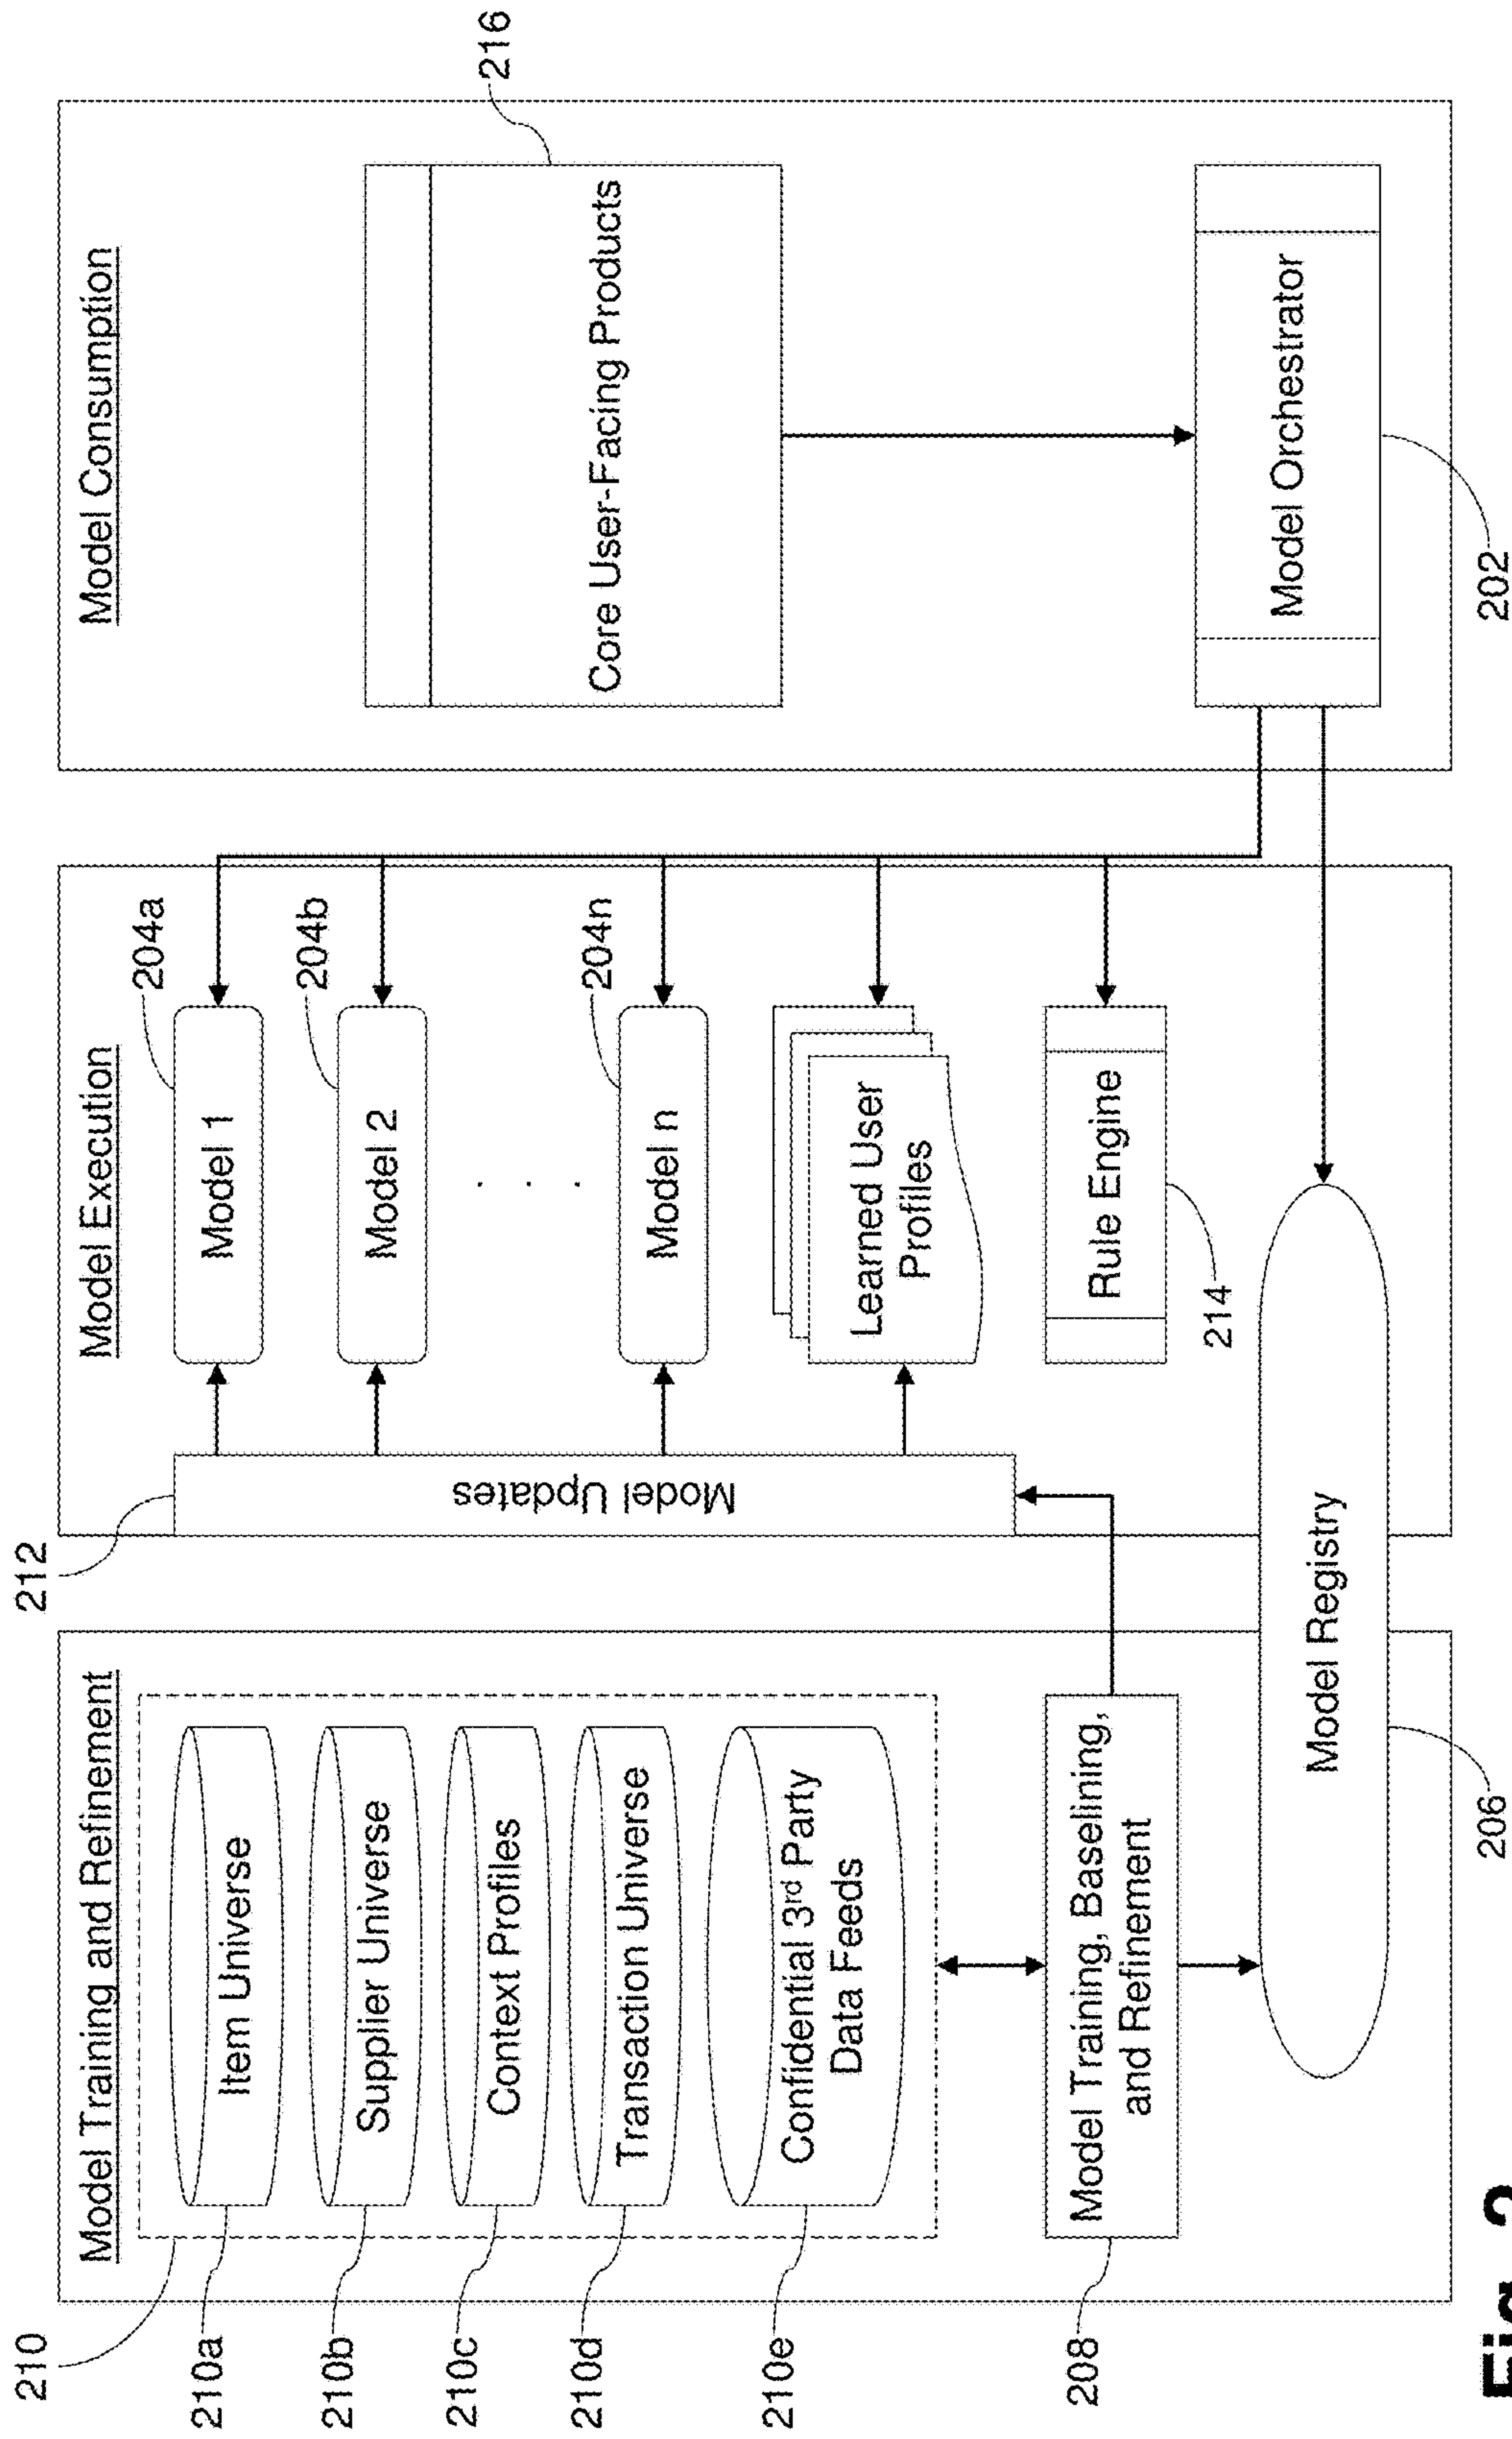 Model Training and Refinement
210
210a
Item Universe
210b
Supplier Universe
210c
Context Profiles
210d
Transaction Universe
210e
Confidential 3rd Party
Data Feeds
208
Model Training, Baselining,
and Refinement
Model Registry
206
Model Execution
212
Model Updates
204a
Model 1
204b
Model 2
. . .
204n
Model n
Learned User
Profiles
Rule Engine
214
Model Consumption
216
Core User-Facing Products
Model Orchestrator
202